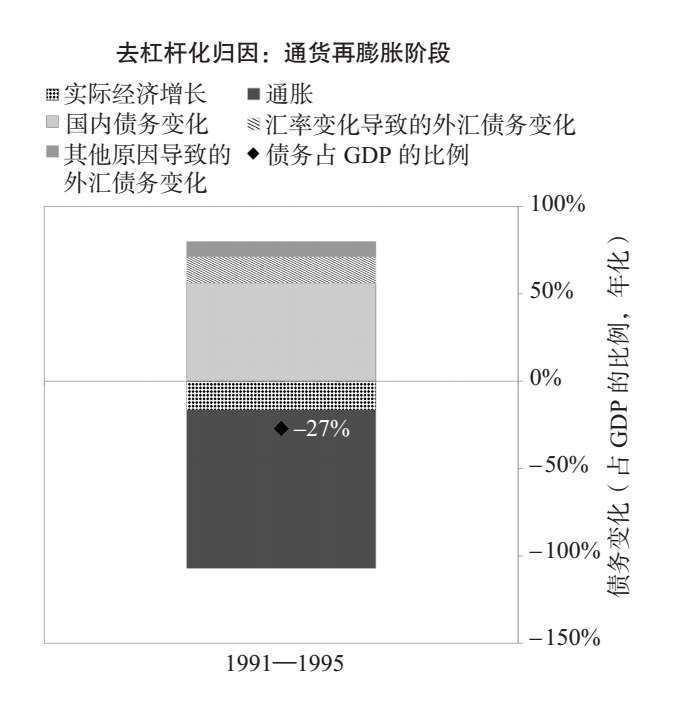 去杠杆化归因：通货再膨胀阶段
实际经济增长
通胀
国内债务变化
汇率变化导致的外汇债务变化
其他原因导致的
外汇债务变化
债务占 GDP 的比例
100%
50%
0%
–50%
–100%
–150%
债务变化（占 GDP 的比例，年化）
–27%
1991—1995